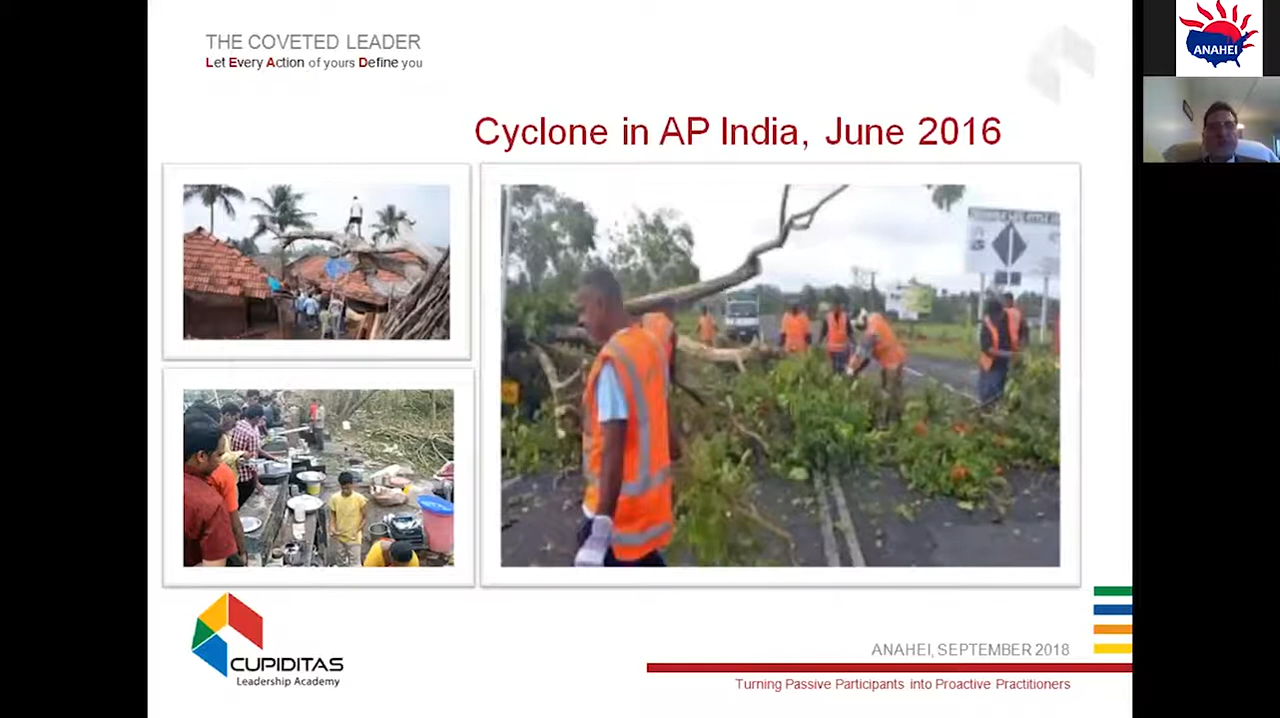 THE COVETED LEADER
Let Every Action of yours Define you
ANAHEI
Cyclone in AP India, June 2016
CUPIDITAS
Leadership Academy
ANAHEI, SEPTEMBER 2018
Turning Passive Participants into Proactive Practitioners